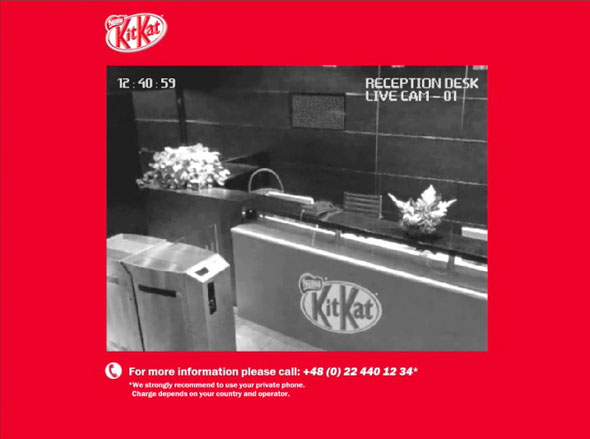 Nestlé
KitKat
12:40:59
RECEPTION DESK
LIVE CAM - 01
Nestlé
KitKat
For more information please call: +48 (0) 22 440 12 34*
*We strongly recommend to use your private phone.
Charge depends on your country and operator.